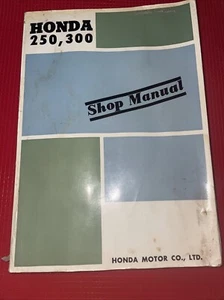 HONDA
250,300
Shop Manual
HONDA MOTOR CO., LTD.